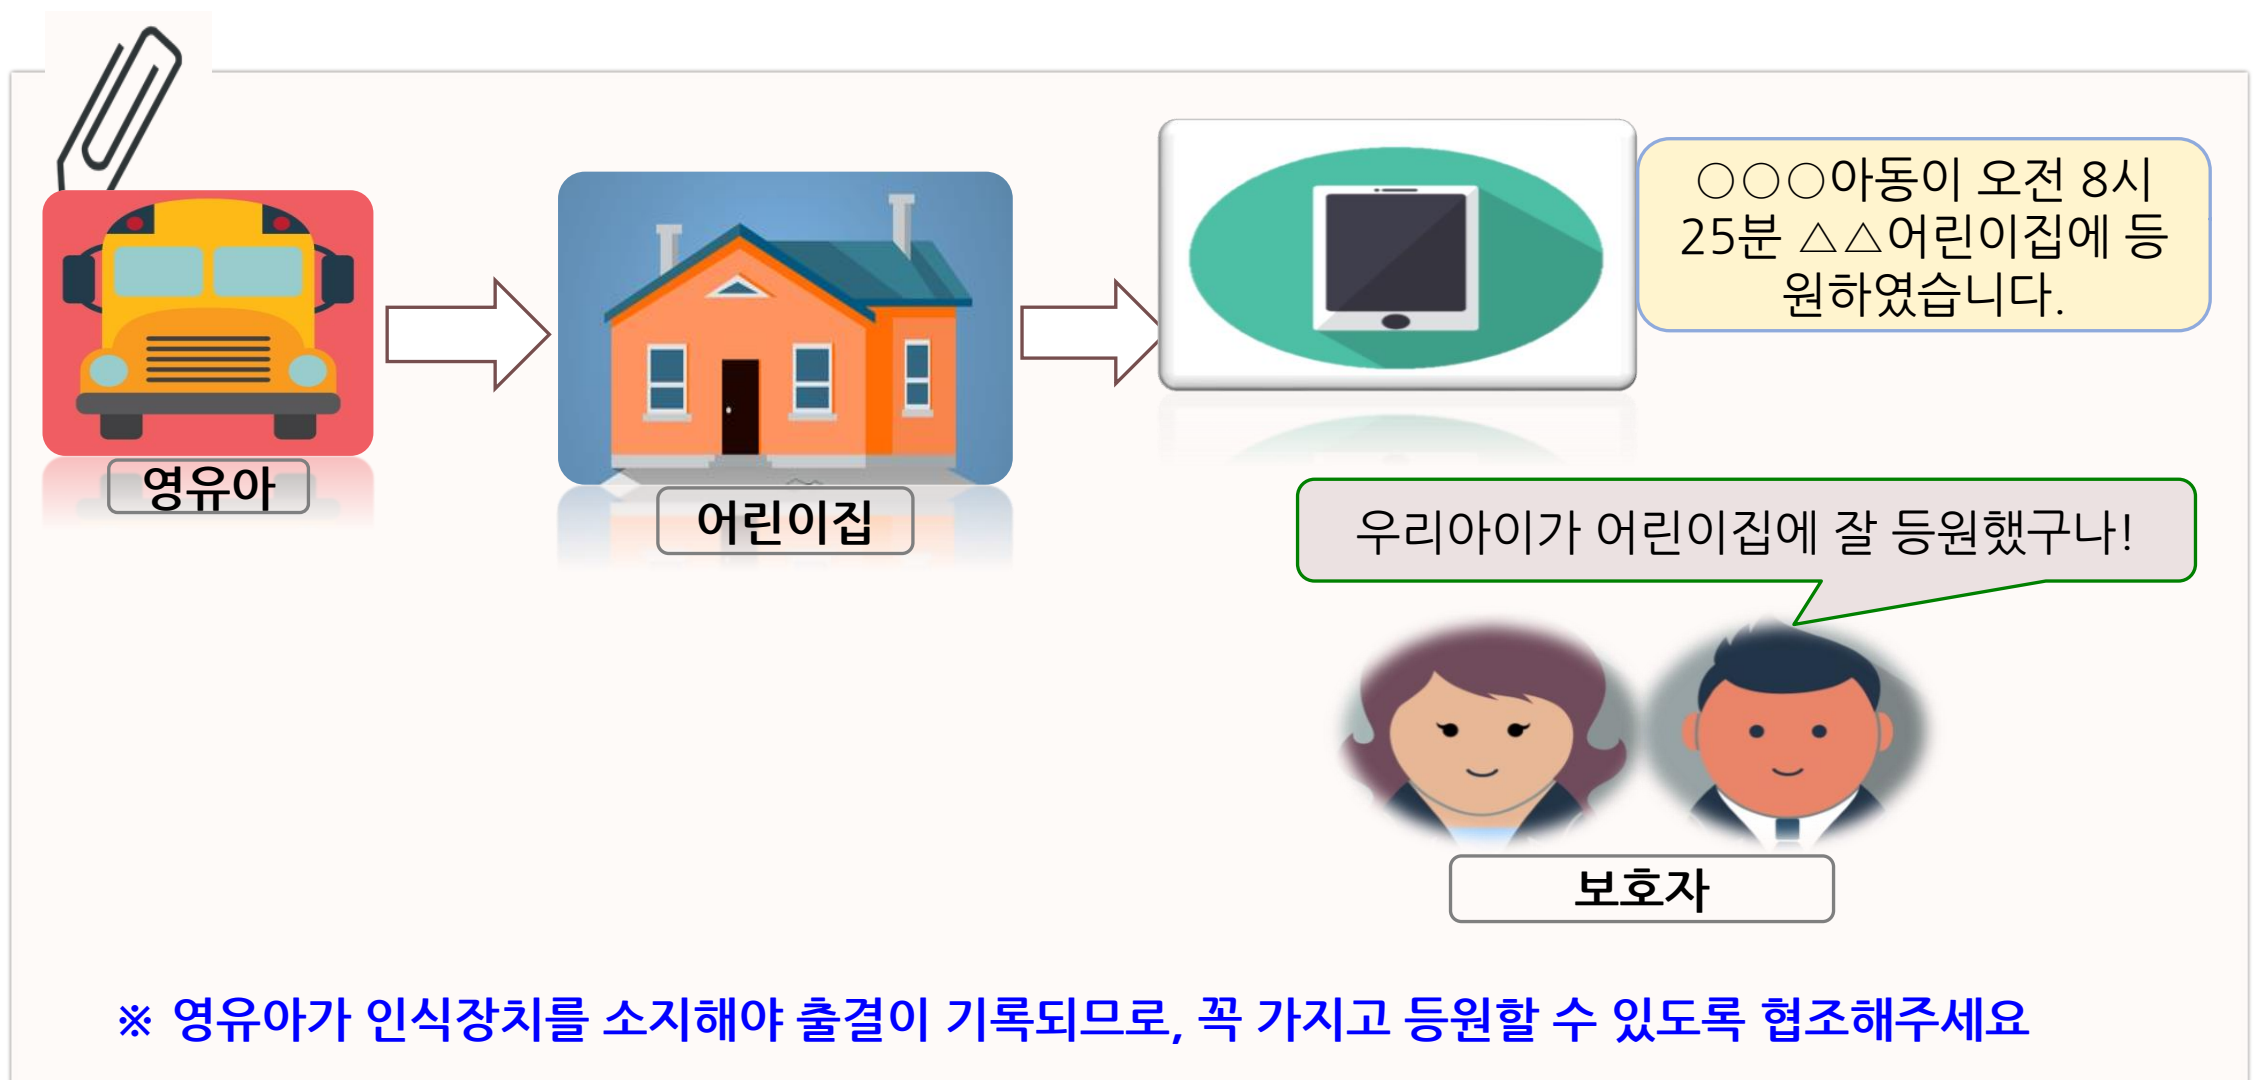 ○○○아동이 오전 8시
25분 △△어린이집에 등
원하였습니다.
영유아
어린이집
우리아이가 어린이집에 잘 등원했구나!
보호자
※ 영유아가 인식장치를 소지해야 출결이 기록되므로, 꼭 가지고 등원할 수 있도록 협조해주세요